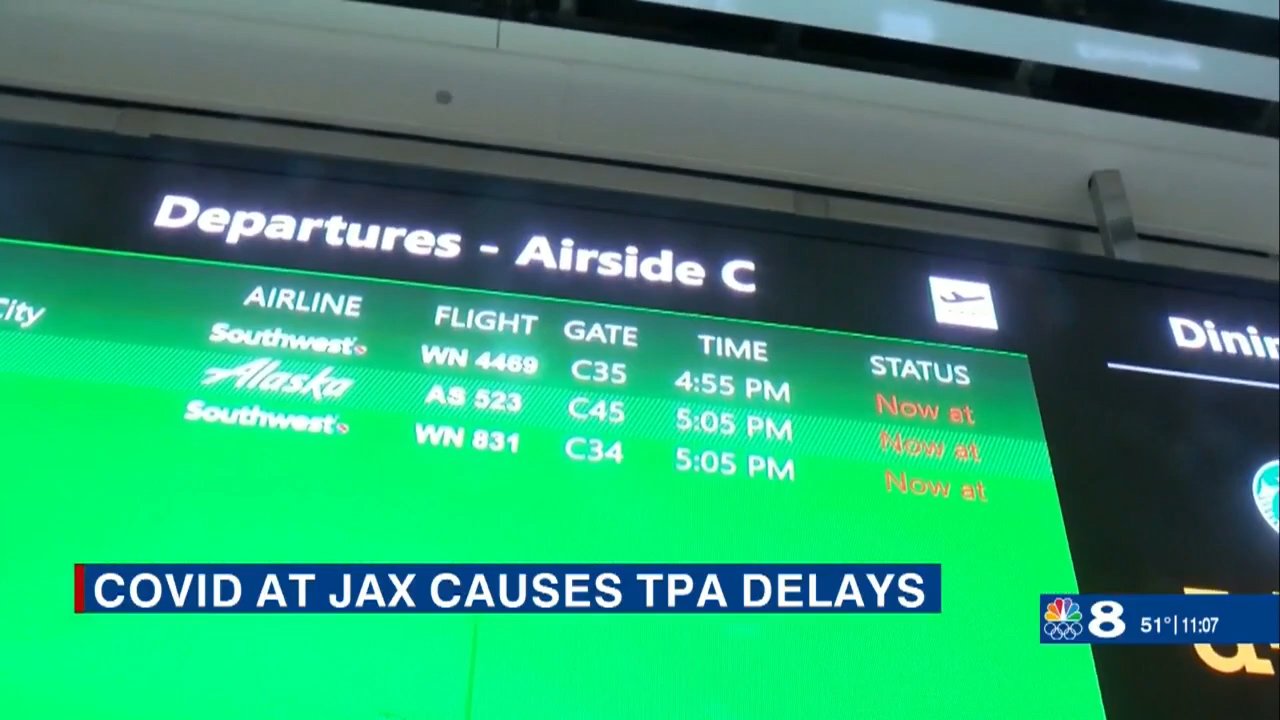 Departures - Airside C
City AIRLINE FLIGHT GATE TIME STATUS
Southwest WN 4469 C35 4:55 PM Now at
Alaska AS 523 C45 5:05 PM Now at
Southwest WN 831 C34 5:05 PM Now at
Dinin
COVID AT JAX CAUSES TPA DELAYS
8 51° | 11:07